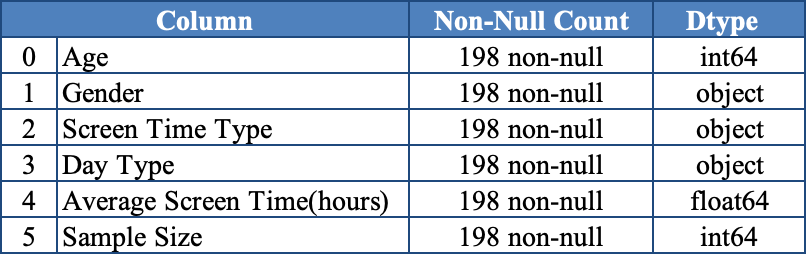 Column Non-Null Count Dtype
0 Age 198 non-null int64
1 Gender 198 non-null object
2 Screen Time Type 198 non-null object
3 Day Type 198 non-null object
4 Average Screen Time(hours) 198 non-null float64
5 Sample Size 198 non-null int64